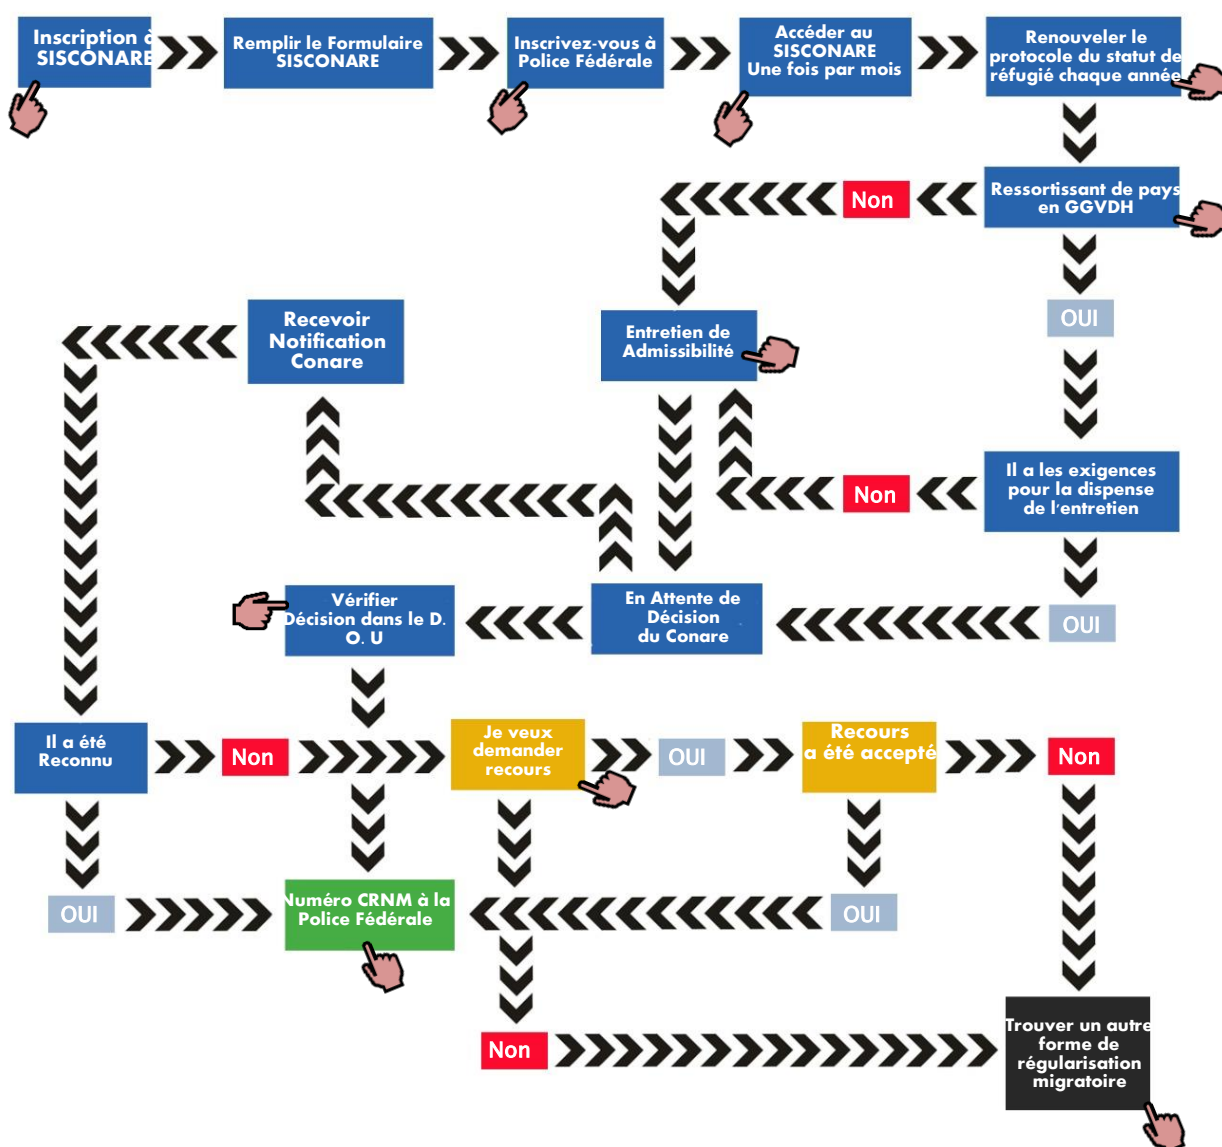 Inscription à
SISCONARE
Remplir le Formulaire
SISCONARE
Inscrivez-vous à
Police Fédérale
Accéder au
SISCONARE
Une fois par mois
Renouveler le
protocole du statut de
réfugié chaque année
Non
Ressortissant de pays
en GGVDH
OUI
Recevoir
Notification
Conare
Entretien de
Admissibilité
Non
Il a les exigences
pour la dispense
de l'entretien
Vérifier
Décision dans le D.
O. U
En Attente de
Décision
du Conare
OUI
Il a été
Reconnu
Non
Je veux
demander
recours
OUI
Recours
a été accepté
Non
OUI
Numéro CRNM à la
Police Fédérale
OUI
Non
Trouver un autre
forme de
régularisation
migratoire